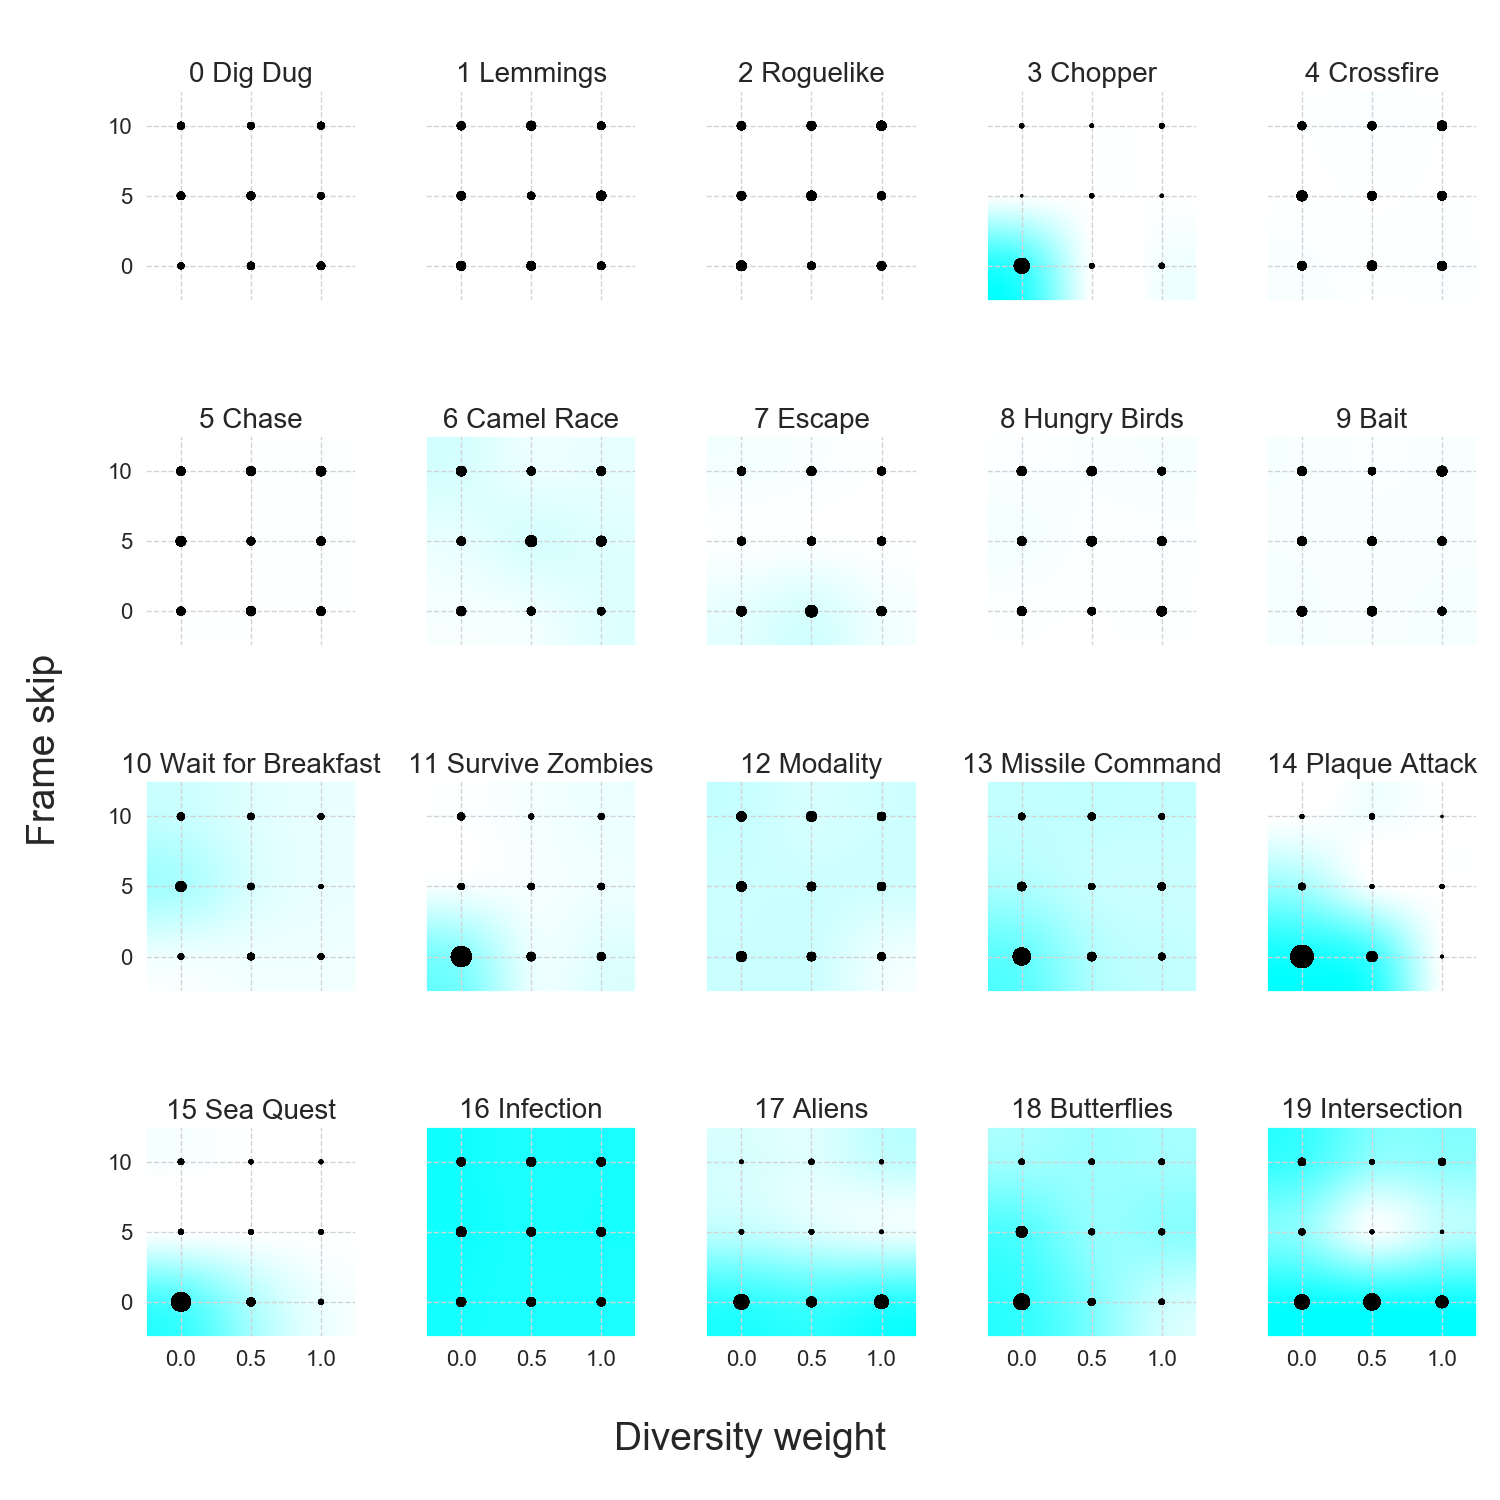 0 Dig Dug
1 Lemmings
2 Roguelike
3 Chopper
4 Crossfire
10
5
0
5 Chase
6 Camel Race
7 Escape
8 Hungry Birds
9 Bait
10
5
0
Frame skip
10 Wait for Breakfast
11 Survive Zombies
12 Modality
13 Missile Command
14 Plaque Attack
10
5
0
15 Sea Quest
16 Infection
17 Aliens
18 Butterflies
19 Intersection
10
5
0
0.0 0.5 1.0 0.0 0.5 1.0 0.0 0.5 1.0 0.0 0.5 1.0 0.0 0.5 1.0
Diversity weight